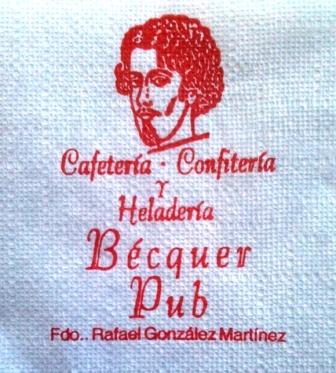 Cafetería · Confitería
Y
Heladería
Bécquer
Pub
Fdo.. Rafael González Martínez